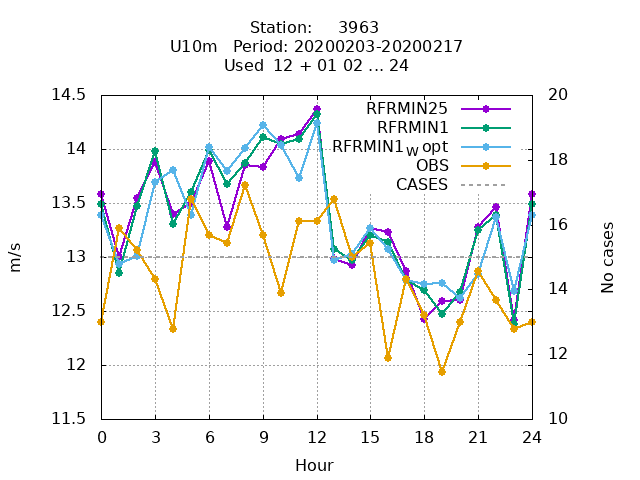 Station: 3963
U10m Period: 20200203-20200217
Used 12 + 01 02 ... 24
14.5
14
13.5
13
12.5
12
11.5
20
18
16
14
12
10
RFRMIN25
RFRMIN1
RFRMIN1w opt
OBS
CASES
m/s
No cases
0 3 6 9 12 15 18 21 24
Hour